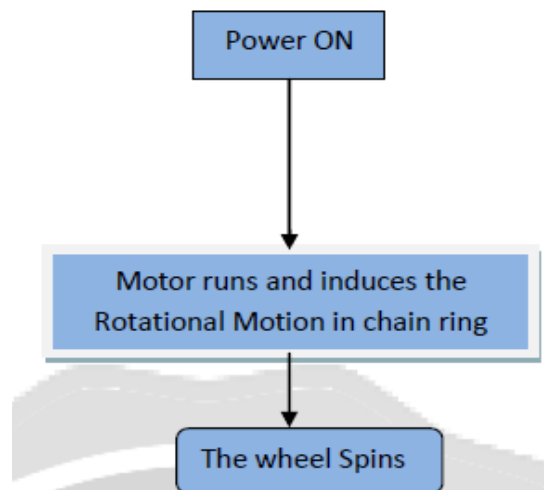 Power ON
Motor runs and induces the
Rotational Motion in chain ring
The wheel Spins